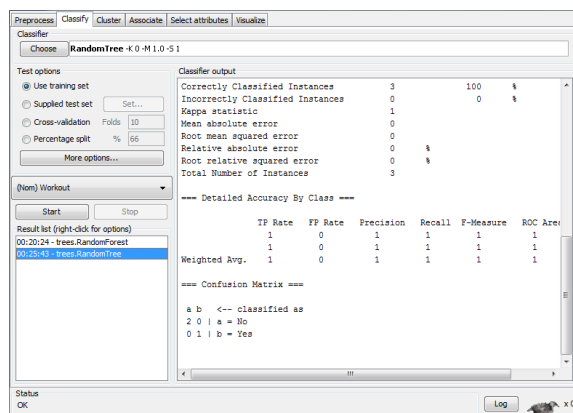 Preprocess Classify Cluster Associate Select attributes Visualize
Classifier
Choose RandomTree -K 0 -M 1.0 -S 1
Test options
Use training set
Supplied test set Set...
Cross-validation Folds 10
Percentage split % 66
More options...
(Nom) Workout
Start Stop
Result list (right-click for options)
00:20:24 - trees.RandomForest
00:25:43 - trees.RandomTree
Classifier output
Correctly Classified Instances 3 100 %
Incorrectly Classified Instances 0 0 %
Kappa statistic 1
Mean absolute error 0
Root mean squared error 0
Relative absolute error 0 %
Root relative squared error 0 %
Total Number of Instances 3
=== Detailed Accuracy By Class ===
TP Rate FP Rate Precision Recall F-Measure ROC Area
1 0 1 1 1 1
1 0 1 1 1 1
Weighted Avg. 1 0 1 1 1 1
=== Confusion Matrix ===
a b <-- classified as
2 0 | a = No
0 1 | b = Yes
Status
OK
Log
x 0